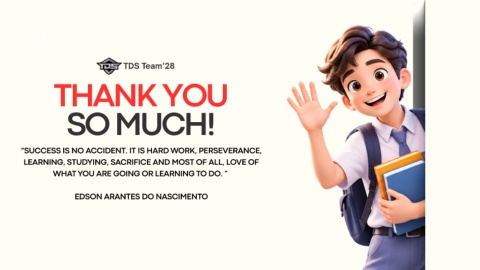 TDS
TDS Team'28
THANK YOU
SO MUCH!
"SUCCESS IS NO ACCIDENT. IT IS HARD WORK, PERSEVERANCE,
LEARNING, STUDYING, SACRIFICE AND MOST OF ALL, LOVE OF
WHAT YOU ARE GOING OR LEARNING TO DO. "
EDSON ARANTES DO NASCIMENTO